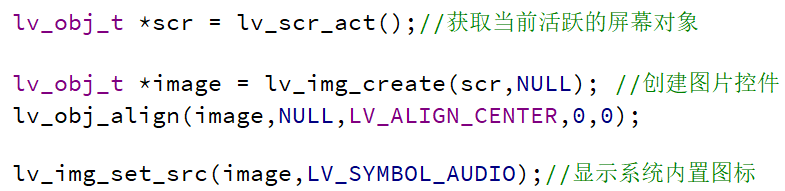 lv_obj_t *scr = lv_scr_act();//获取当前活跃的屏幕对象
lv_obj_t *image = lv_img_create(scr,NULL); //创建图片控件
lv_obj_align(image,NULL,LV_ALIGN_CENTER,0,0);
lv_img_set_src(image,LV_SYMBOL_AUDIO);//显示系统内置图标